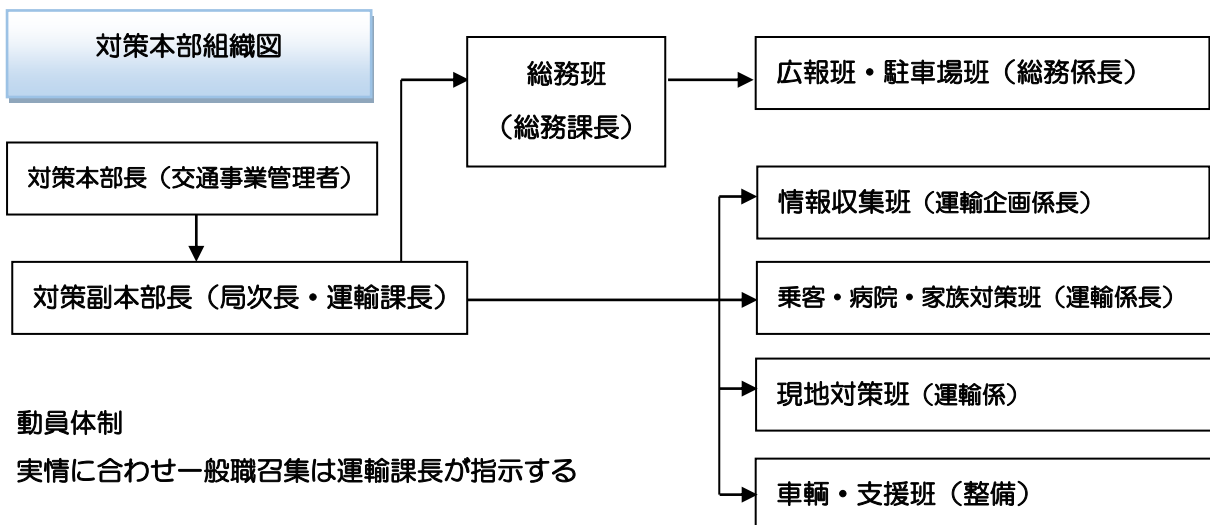 対策本部組織図
対策本部長（交通事業管理者）
対策副本部長（局次長・運輸課長）
総務班
（総務課長）
広報班・駐車場班（総務係長）
情報収集班（運輸企画係長）
乗客・病院・家族対策班（運輸係長）
現地対策班（運輸係）
車輌・支援班（整備）
動員体制
実情に合わせ一般職召集は運輸課長が指示する